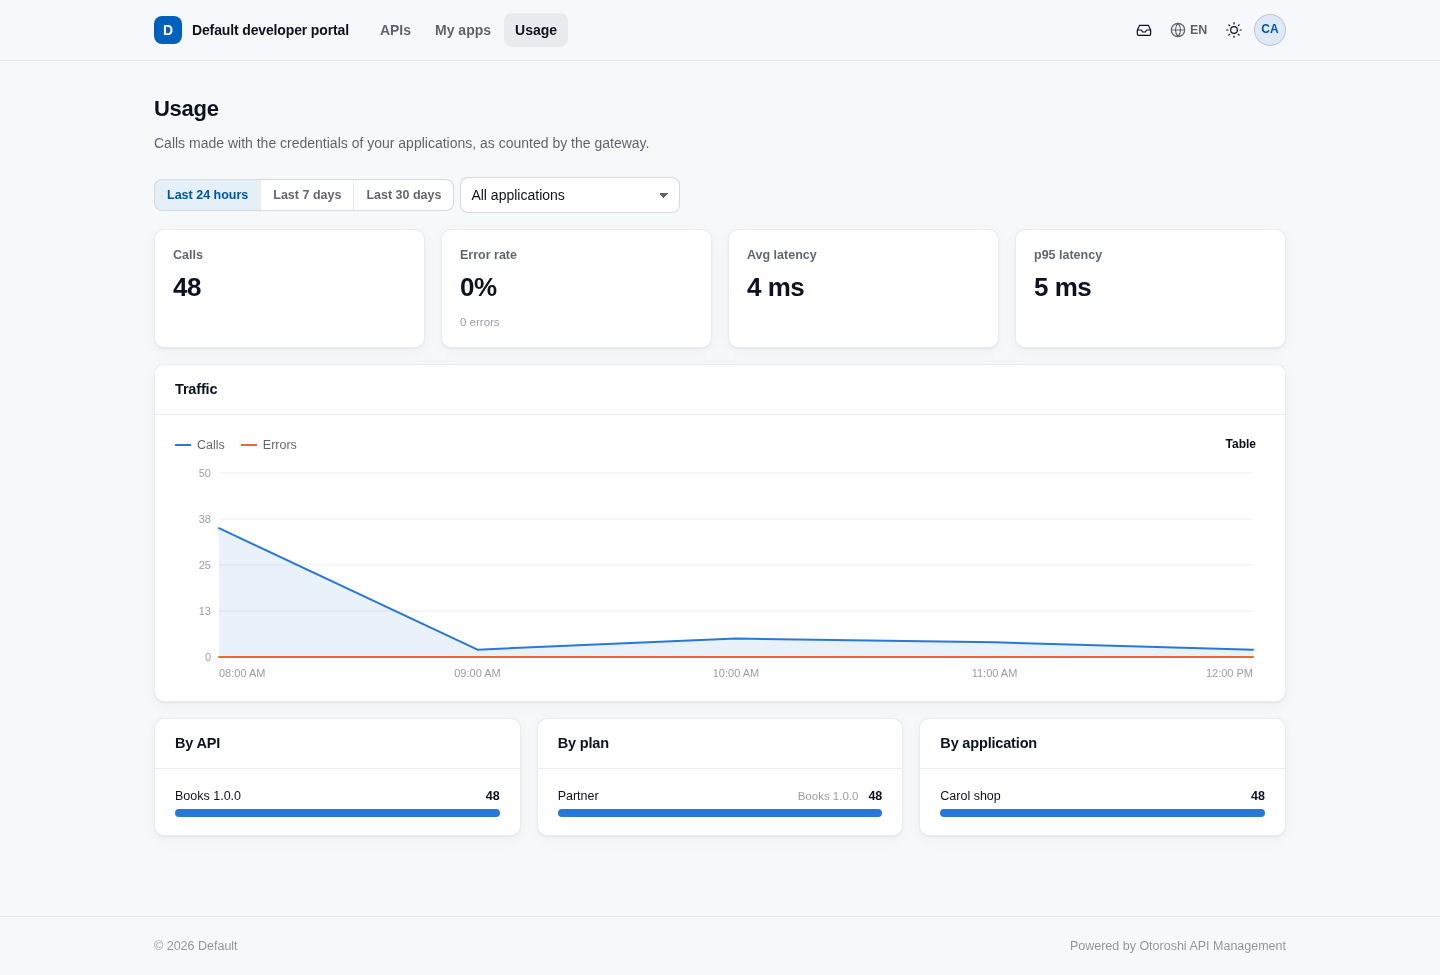 D Default developer portal APIs My apps Usage EN CA
Usage
Calls made with the credentials of your applications, as counted by the gateway.
Last 24 hours Last 7 days Last 30 days All applications
Calls Error rate Avg latency p95 latency
48 0% 4 ms 5 ms
0 errors
Traffic
Calls Errors Table
50
38
25
13
0
08:00 AM 09:00 AM 10:00 AM 11:00 AM 12:00 PM
By API By plan By application
Books 1.0.0 48 Partner Books 1.0.0 48 Carol shop 48
© 2026 Default Powered by Otoroshi API Management